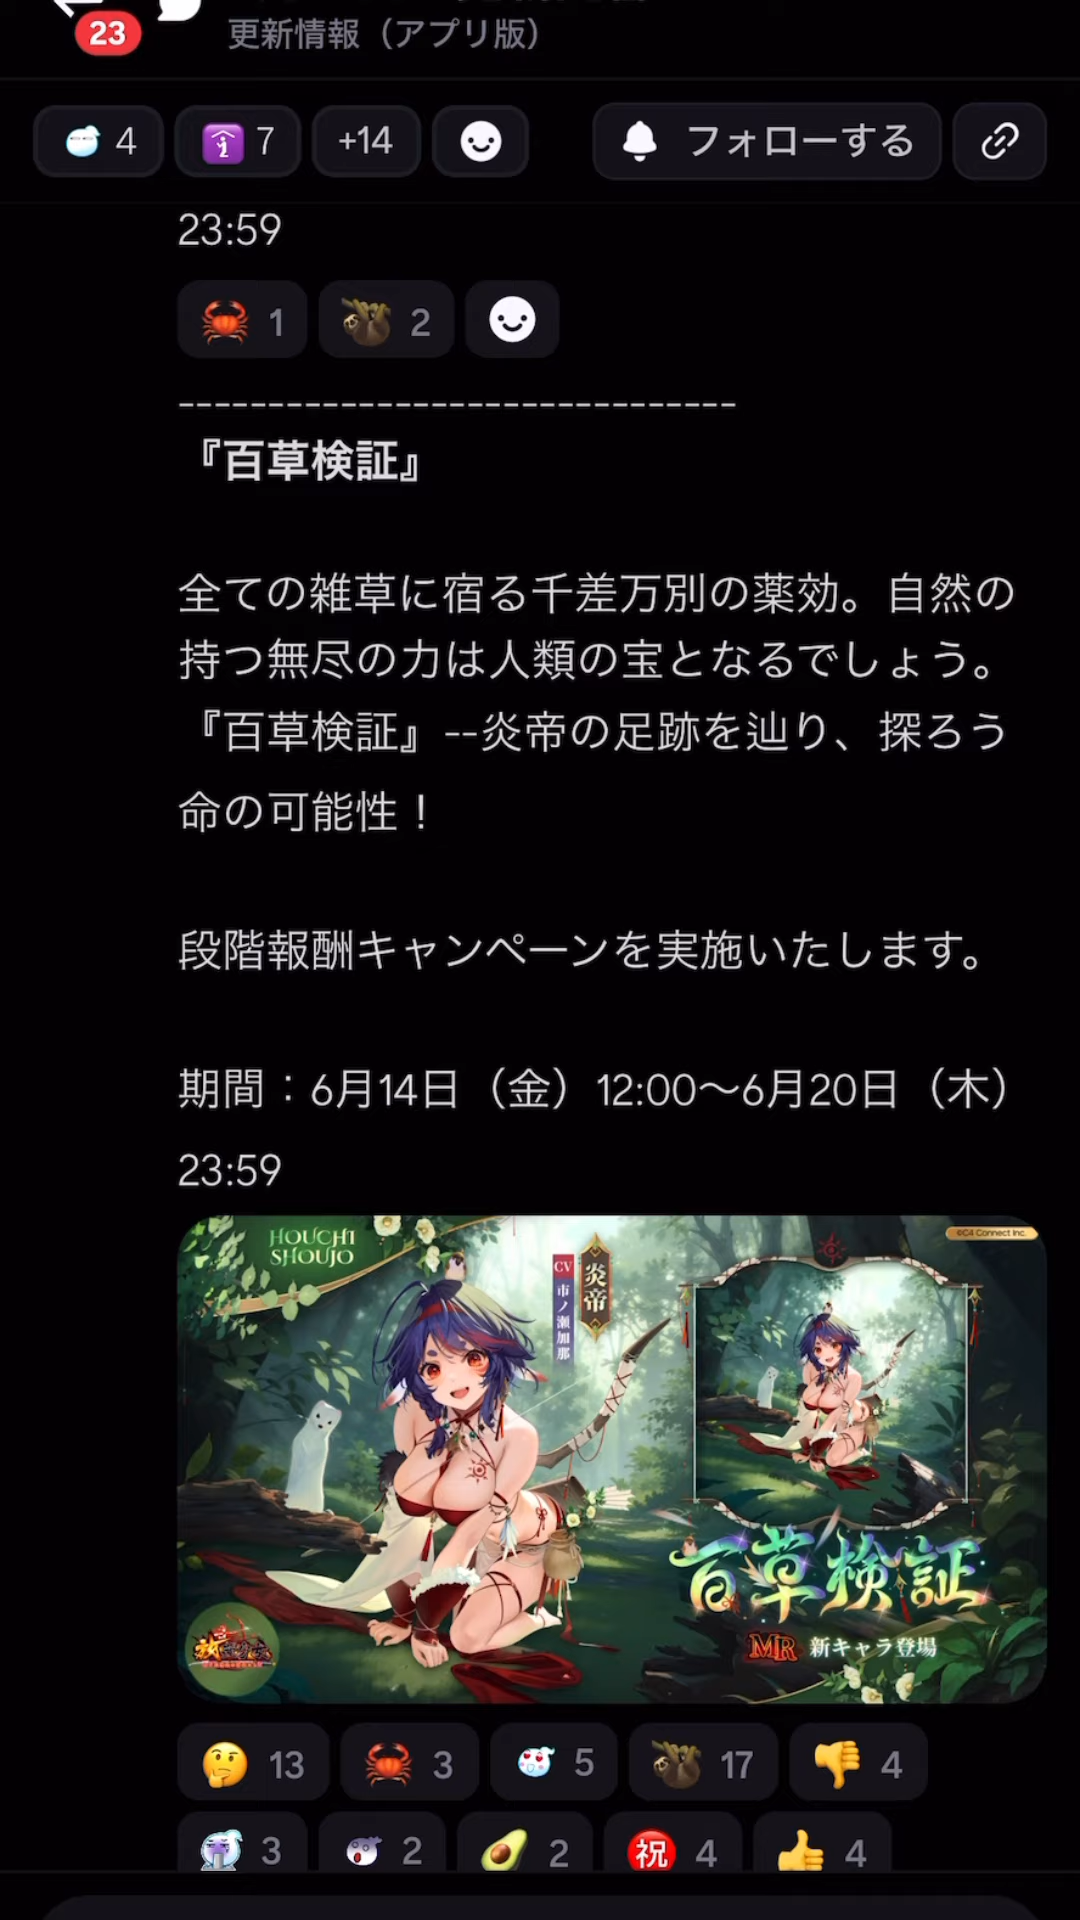 23
更新情報（アプリ版）
4
7
+14
フォローする
23:59
1
2
--------------------------------
『百草検証』
全ての雑草に宿る千差万別の薬効。自然の
持つ無尽の力は人類の宝となるでしょう。
『百草検証』--炎帝の足跡を辿り、探ろう
命の可能性！
段階報酬キャンペーンを実施いたします。
期間：6月14日（金）12:00～6月20日（木）
23:59
HOUCHI
SHOUJO
©C4 Connect Inc.
炎帝
CV
市ノ瀬加那
百草検証
MR 新キャラ登場
13
3
5
17
4
3
2
2
祝
4
4